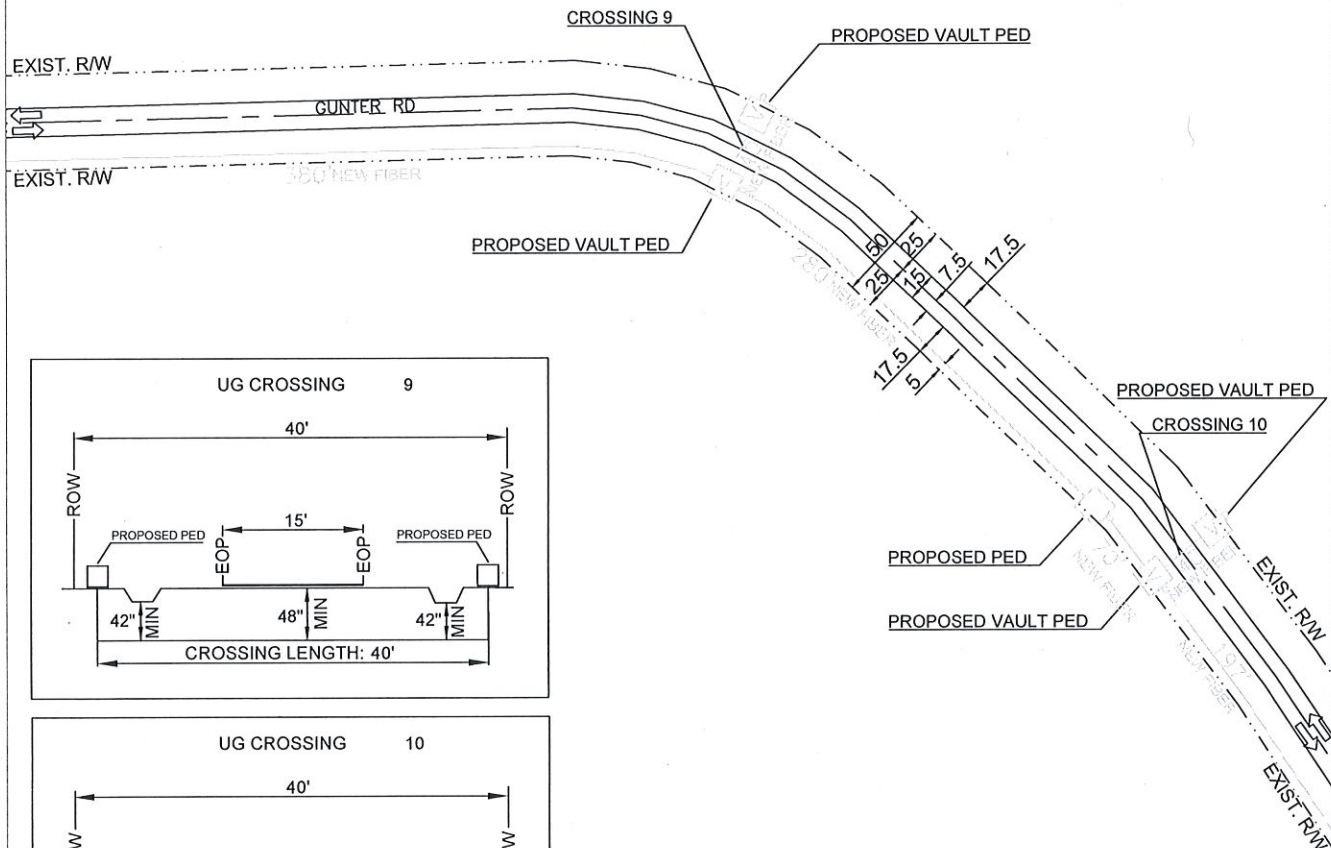 CROSSING 9
PROPOSED VAULT PED
EXIST. R/W
GUNTER RD
EXIST. R/W
380' NEW FIBER
PROPOSED VAULT PED
50
25
25
15
7.5
17.5
280' NEW FIBER
17.5
5
PROPOSED VAULT PED
CROSSING 10
PROPOSED PED
70'
NEW FIBER
PROPOSED VAULT PED
197'
NEW FIBER
EXIST. R/W
EXIST. R/W
UG CROSSING 9
40'
ROW
ROW
15'
PROPOSED PED
PROPOSED PED
EOP
EOP
42" MIN
48" MIN
42" MIN
CROSSING LENGTH: 40'
UG CROSSING 10
40'